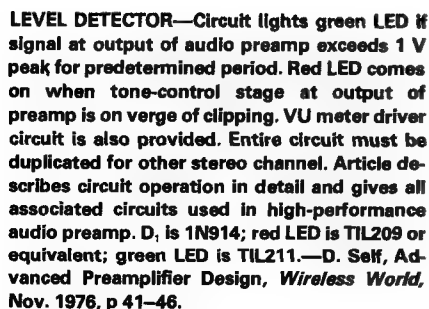 LEVEL DETECTOR—Circuit lights green LED if
signal at output of audio preamp exceeds 1 V
peak for predetermined period. Red LED comes
on when tone-control stage at output of
preamp is on verge of clipping. VU meter driver
circuit is also provided. Entire circuit must be
duplicated for other stereo channel. Article de-
scribes circuit operation in detail and gives all
associated circuits used in high-performance
audio preamp. D₁ is 1N914; red LED is TIL209 or
equivalent; green LED is TIL211.—D. Self, Ad-
vanced Preamplifier Design, Wireless World,
Nov. 1976, p 41–46.